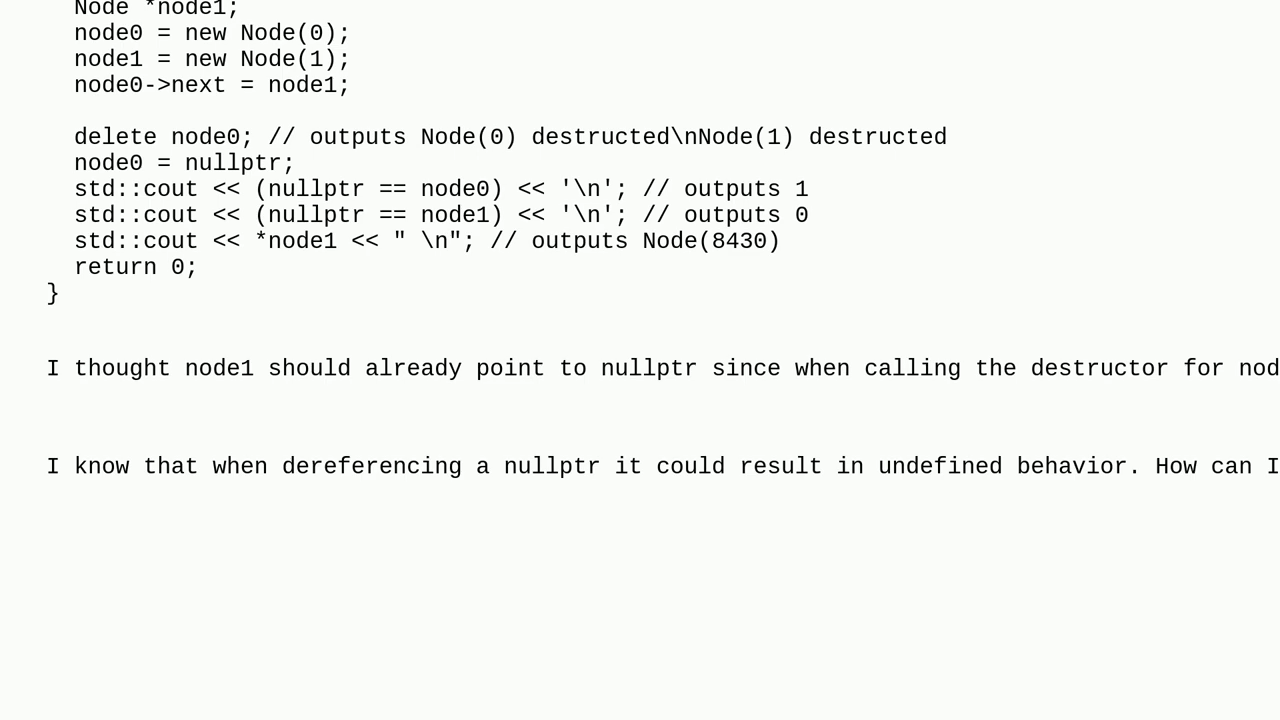 Node *node1;
node0 = new Node(0);
node1 = new Node(1);
node0->next = node1;
delete node0; // outputs Node(0) destructed\nNode(1) destructed
node0 = nullptr;
std::cout << (nullptr == node0) << '\n'; // outputs 1
std::cout << (nullptr == node1) << '\n'; // outputs 0
std::cout << *node1 << " \n"; // outputs Node(8430)
return 0;
}
I thought node1 should already point to nullptr since when calling the destructor for nod
I know that when dereferencing a nullptr it could result in undefined behavior. How can I